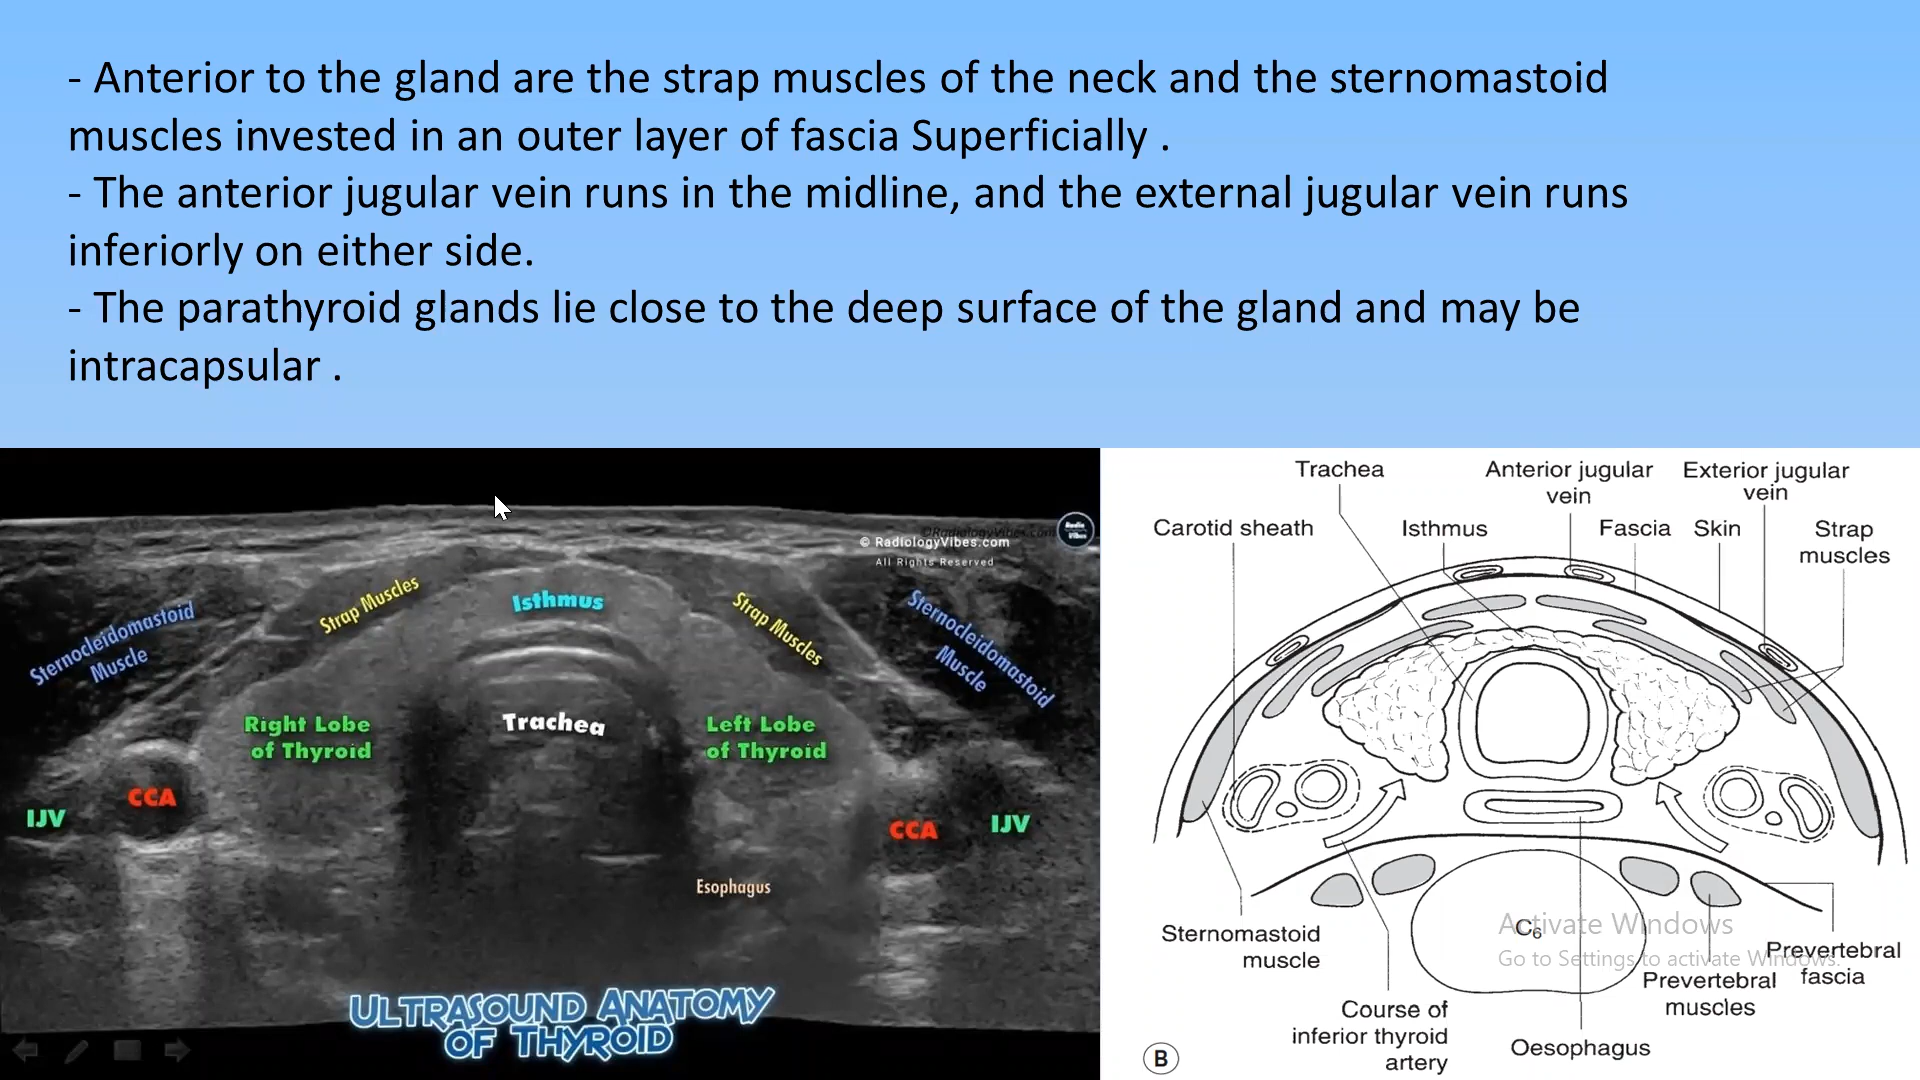 - Anterior to the gland are the strap muscles of the neck and the sternomastoid
muscles invested in an outer layer of fascia Superficially .
- The anterior jugular vein runs in the midline, and the external jugular vein runs
inferiorly on either side.
- The parathyroid glands lie close to the deep surface of the gland and may be
intracapsular .
©RadiologyVibes.com
© RadiologyVibes.com
All Rights Reserved
Radio
Vibes
Sternocleidomastoid
Muscle
Strap Muscles
Isthmus
Strap Muscles
Sternocleidomastoid
Muscle
Right Lobe
of Thyroid
Trachea
Left Lobe
of Thyroid
IJV
CCA
CCA
IJV
Esophagus
ULTRASOUND ANATOMY
OF THYROID
Trachea
Anterior jugular
vein
Exterior jugular
vein
Carotid sheath
Isthmus
Fascia
Skin
Strap
muscles
C6
Sternomastoid
muscle
Course of
inferior thyroid
artery
Oesophagus
Prevertebral
muscles
Prevertebral
fascia
B
Activate Windows
Go to Settings to activate Windows.